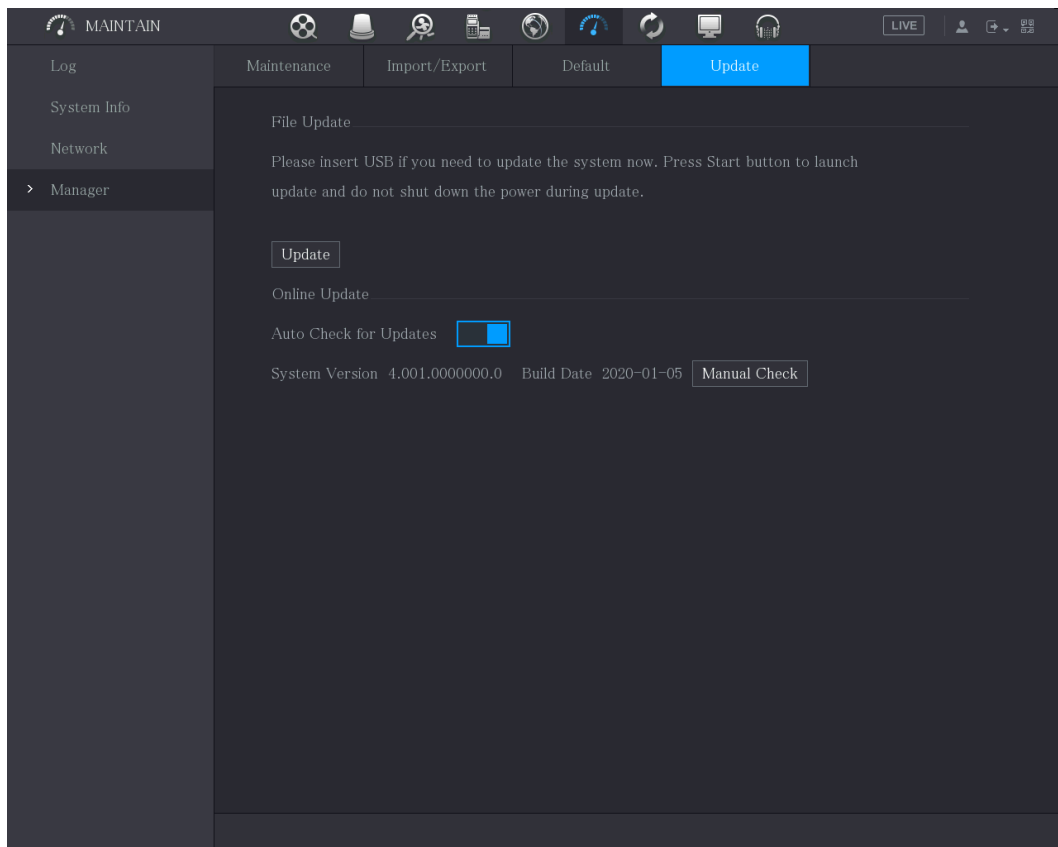 MAINTAIN
LIVE
Log
System Info
Network
Manager
Maintenance
Import/Export
Default
Update
File Update
Please insert USB if you need to update the system now. Press Start button to launch
update and do not shut down the power during update.
Update
Online Update
Auto Check for Updates
System Version 4.001.0000000.0 Build Date 2020-01-05 Manual Check